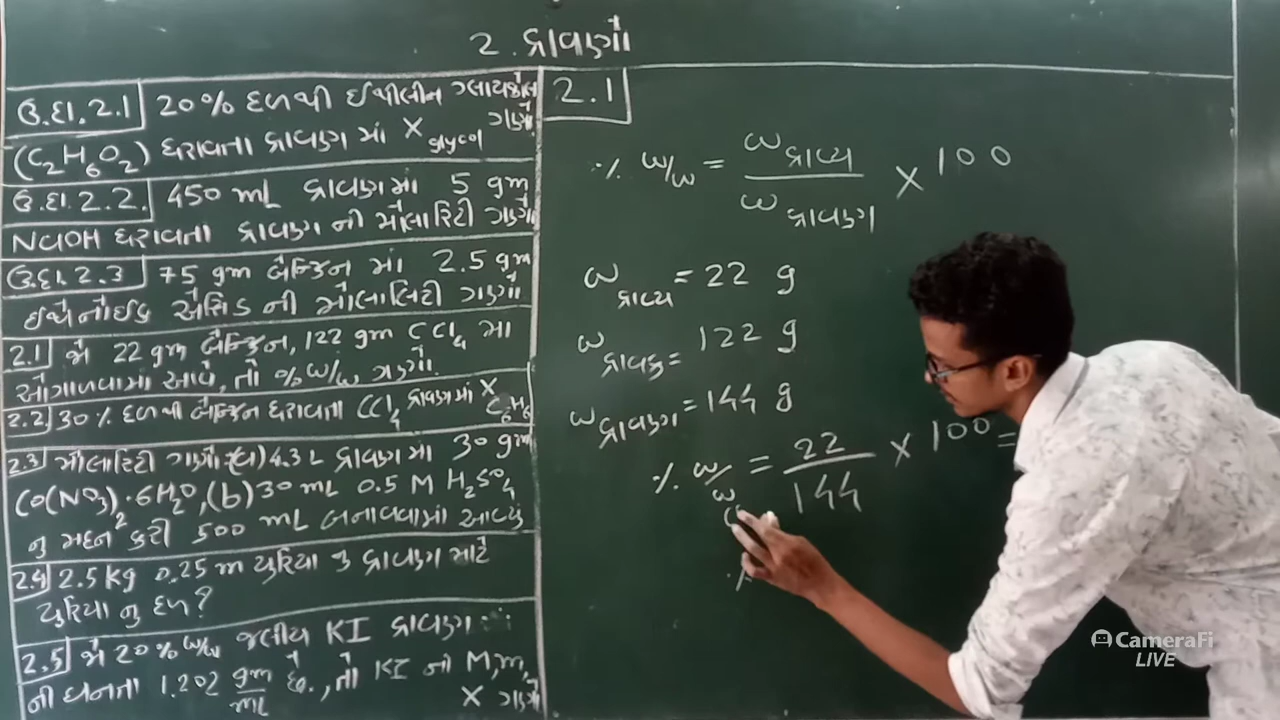 2. દ્રાવણો
ઉ.દા.2.1 20% દળથી ઈથીલીન ગ્લાયકોલ
(C2H6O2) ધરાવતા દ્રાવણ માં X glycol ગણો
ઉ.દા.2.2. 450 mL દ્રાવણમાં 5 gm
NaOH ધરાવતા દ્રાવણ ની મોલારિટી ગણો
ઉ.દા.2.3 75 gm બેન્ઝિન માં 2.5 gm
ઈથેનોઈક એસિડ ની મોલાલિટી ગણો
2.1 જો 22 gm બેન્ઝિન, 122 gm CCl4 મા
ઓગાળવામાં આવે, તો % w/w ગણો.
2.2 30% દળથી બેન્ઝિન ધરાવતા CCl4 દ્રાવણમાં X C6H6
2.3 મોલારિટી ગણો (a) 4.3 L દ્રાવણ માં 30 gm
Co(NO3)2·6H2O, (b) 30 mL 0.5 M H2SO4
નુ મંદન કરી 500 mL બનાવવામાં આવ્યું
2.4 2.5 kg 0.25 m યુરિયા નુ દ્રાવણ માટે
યુરિયા નુ દળ?
2.5 જો 20% w/w જલીય KI દ્રાવણ
ની ઘનતા 1.202 gm/mL છે, તો KI ની M, m,
X ગણો
2.1
% w/w = w દ્રાવ્ય / w દ્રાવણ × 100
w દ્રાવ્ય = 22 g
w દ્રાવક = 122 g
w દ્રાવણ = 144 g
% w/w = 22/144 × 100 =
CameraFi
LIVE